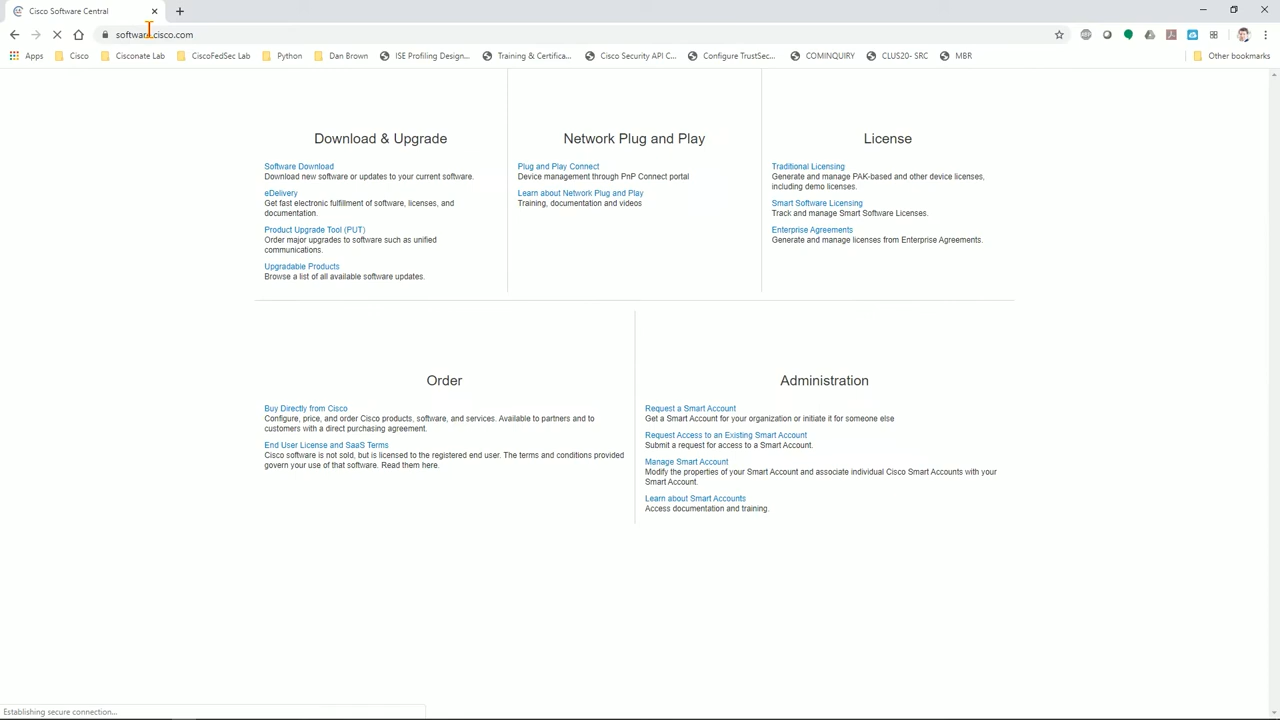 Cisco Software Central
software.cisco.com
Apps Cisco Cisconate Lab CiscoFedSec Lab Python Dan Brown ISE Profiling Design... Training & Certifica... Cisco Security API C... Configure TrustSec... COMINQUIRY CLUS20- SRC MBR Other bookmarks
Download & Upgrade
Software Download
Download new software or updates to your current software.
eDelivery
Get fast electronic fulfillment of software, licenses, and
documentation.
Product Upgrade Tool (PUT)
Order major upgrades to software such as unified
communications.
Upgradable Products
Browse a list of all available software updates.
Network Plug and Play
Plug and Play Connect
Device management through PnP Connect portal
Learn about Network Plug and Play
Training, documentation and videos
License
Traditional Licensing
Generate and manage PAK-based and other device licenses,
including demo licenses.
Smart Software Licensing
Track and manage Smart Software Licenses.
Enterprise Agreements
Generate and manage licenses from Enterprise Agreements.
Order
Buy Directly from Cisco
Configure, price, and order Cisco products, software, and services. Available to partners and to
customers with a direct purchasing agreement.
End User License and SaaS Terms
Cisco software is not sold, but is licensed to the registered end user. The terms and conditions provided
govern your use of that software. Read them here.
Administration
Request a Smart Account
Get a Smart Account for your organization or initiate it for someone else
Request Access to an Existing Smart Account
Submit a request for access to a Smart Account.
Manage Smart Account
Modify the properties of your Smart Account and associate individual Cisco Smart Accounts with your
Smart Account.
Learn about Smart Accounts
Access documentation and training.
Establishing secure connection...